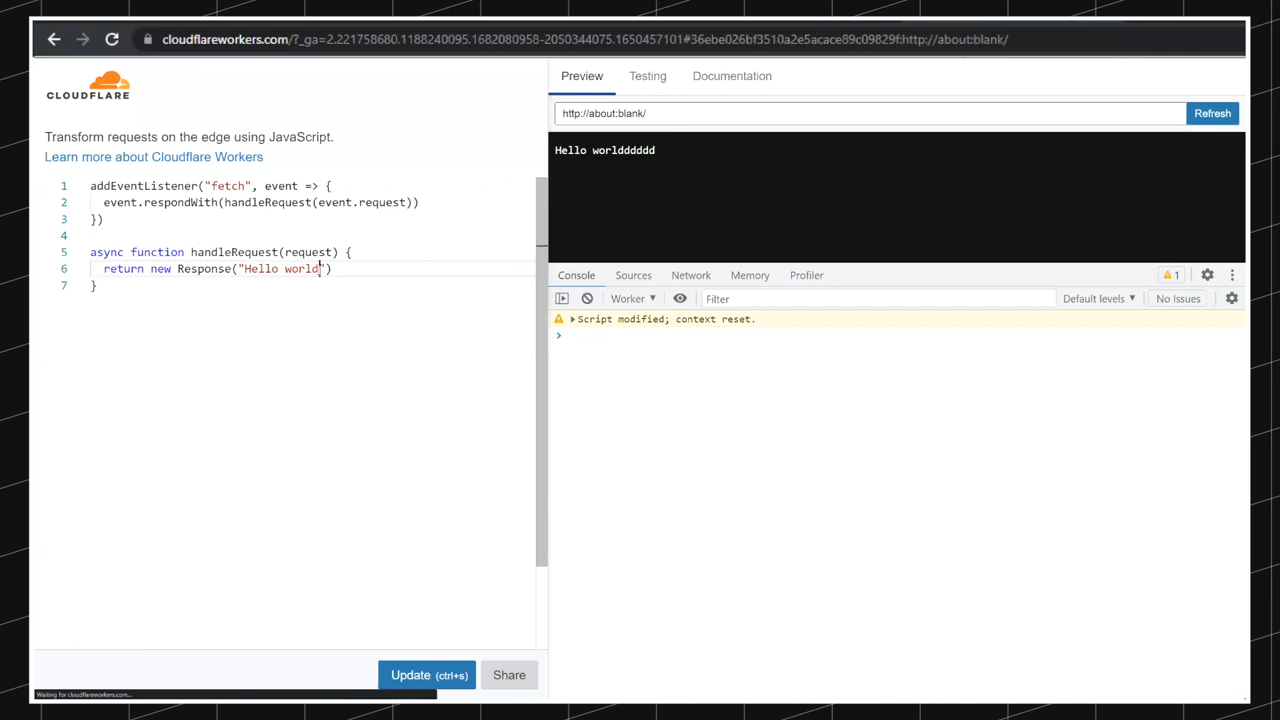 cloudflareworkers.com/?_ga=2.221758680.1188240095.1682080958-2050344075.1650457101#36ebe026bf3510a2e5acace89c09829f:http://about:blank/
CLOUDFLARE
Transform requests on the edge using JavaScript.
Learn more about Cloudflare Workers
1 addEventListener("fetch", event => {
2 event.respondWith(handleRequest(event.request))
3 })
4
5 async function handleRequest(request) {
6 return new Response("Hello world")
7 }
Update (ctrl+s) Share
Waiting for cloudflareworkers.com...
Preview Testing Documentation
http://about:blank/ Refresh
Hello worldddddd
Console Sources Network Memory Profiler 1
Worker ▼ Filter Default levels ▼ No Issues
Script modified; context reset.